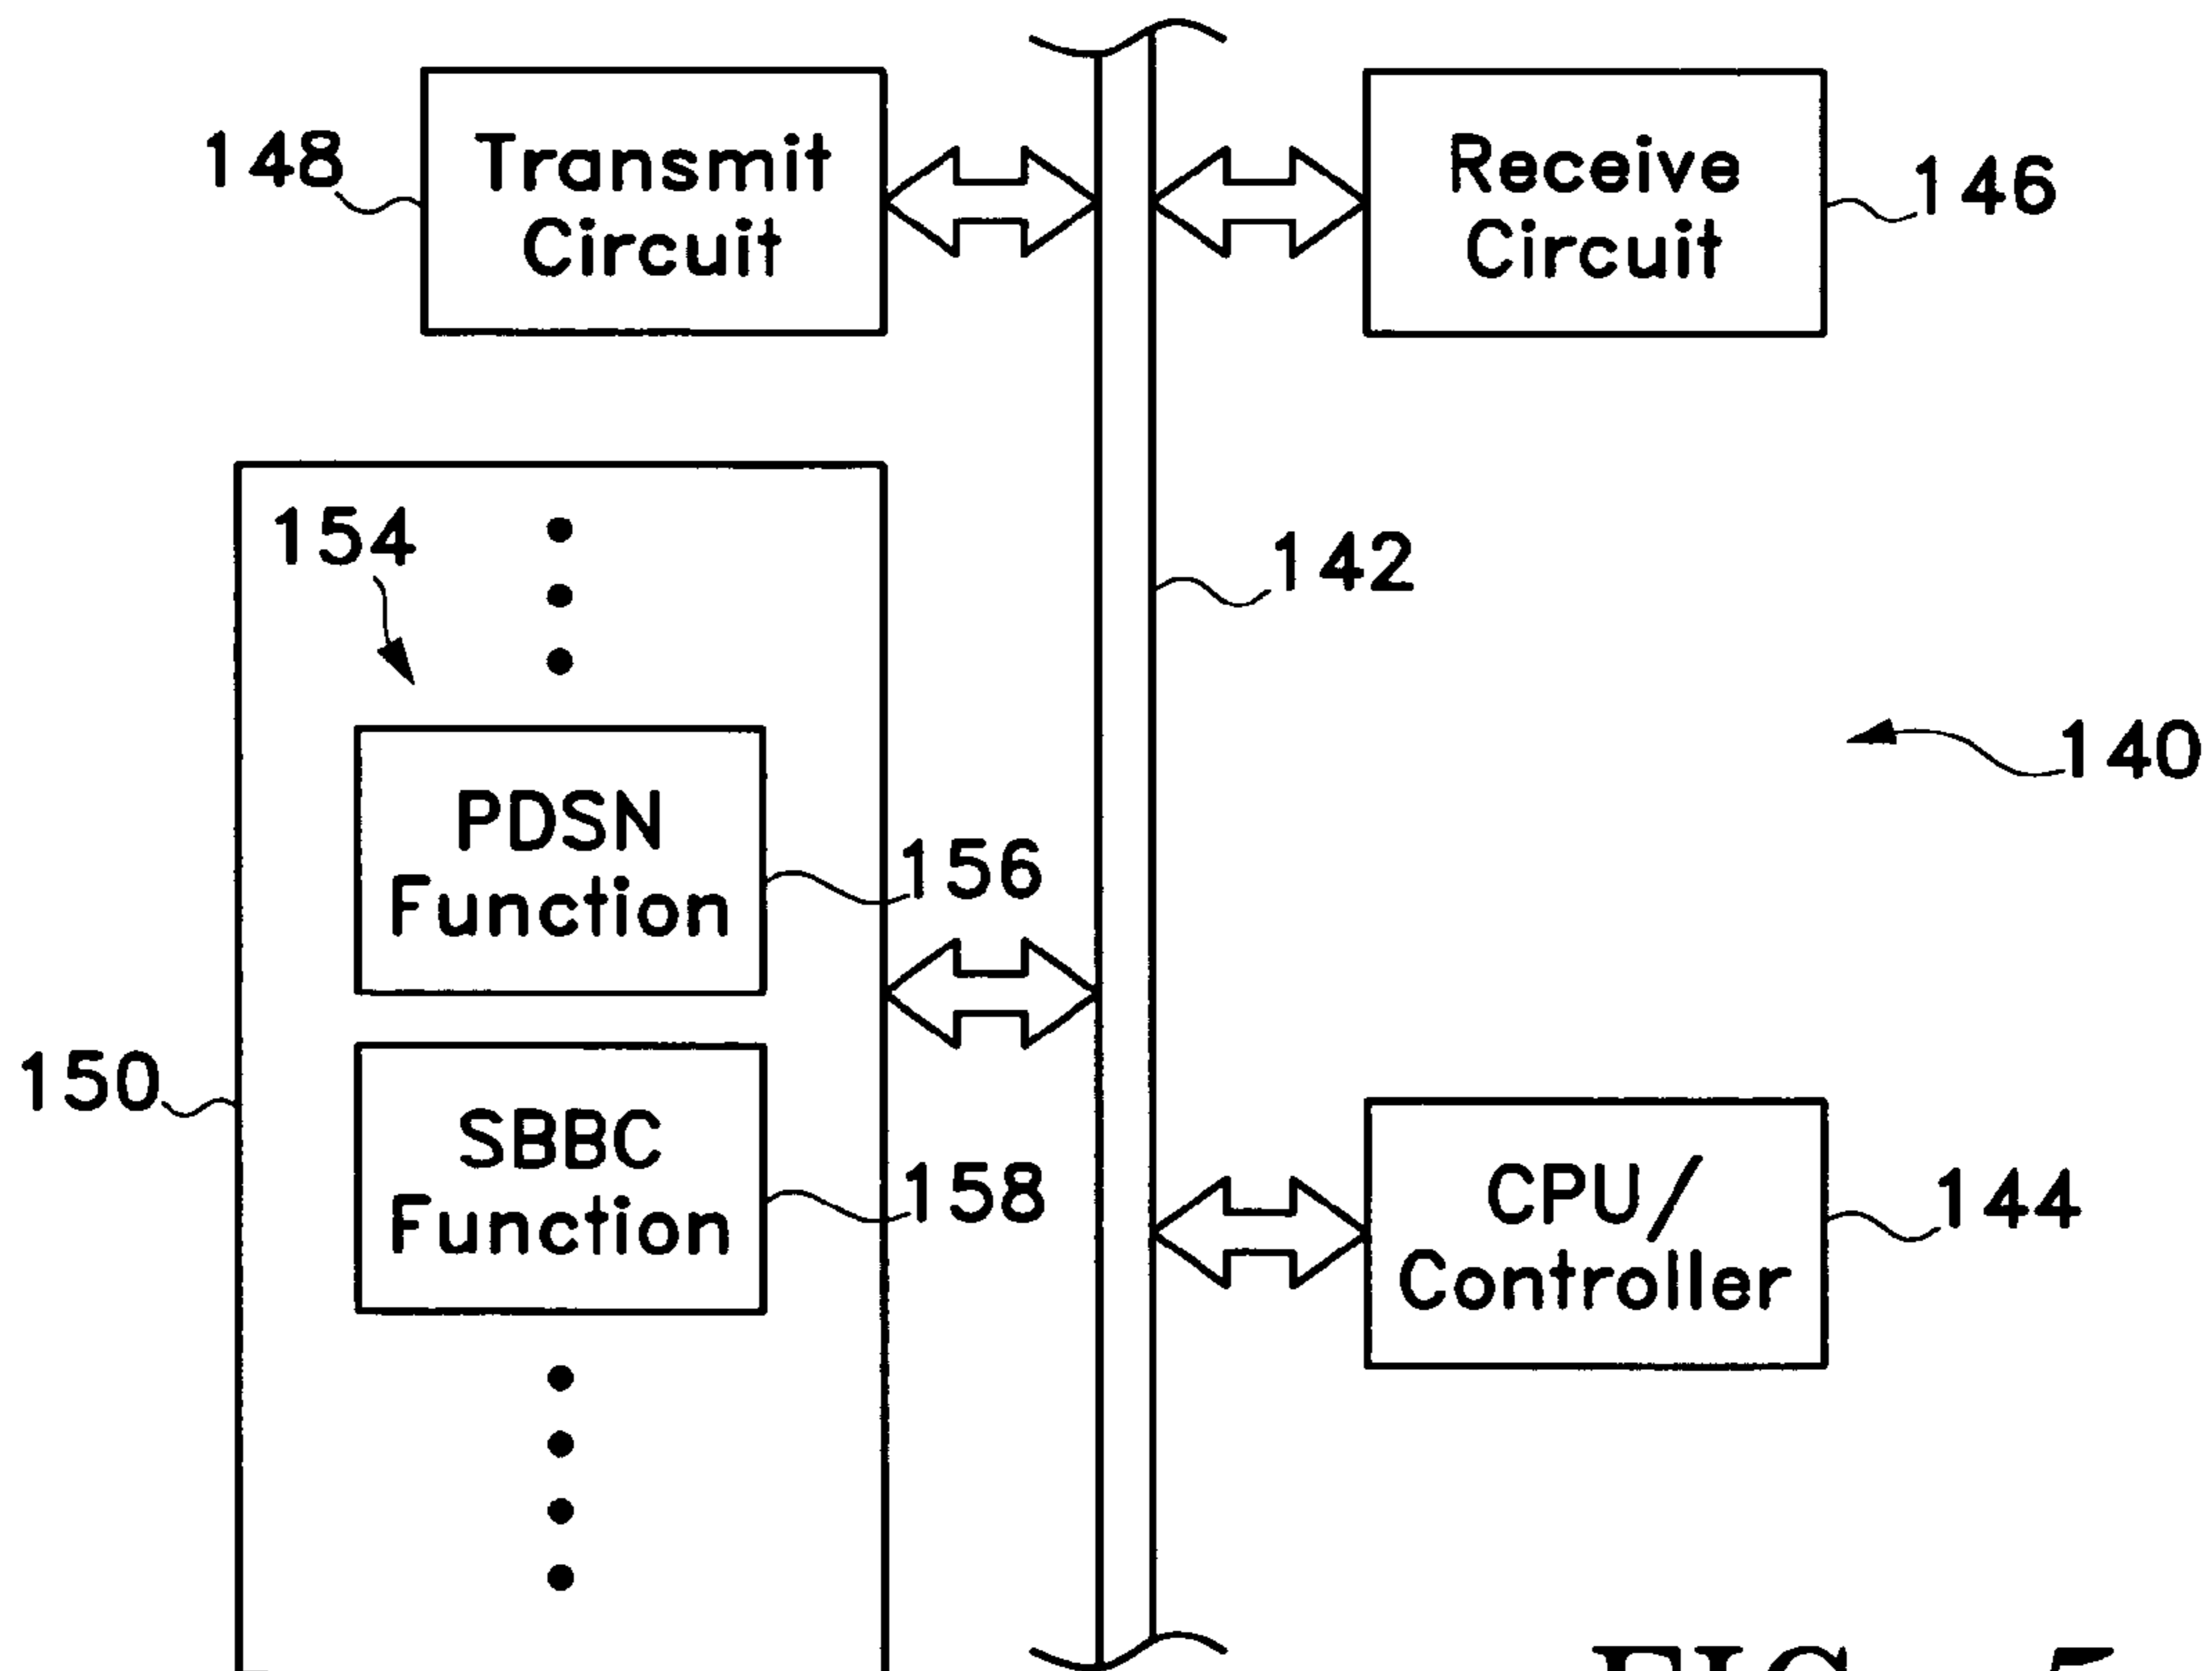 148
Transmit
Circuit
Receive
Circuit
146
154
142
140
PDSN
Function
156
150
SBBC
Function
158
CPU/
Controller
144